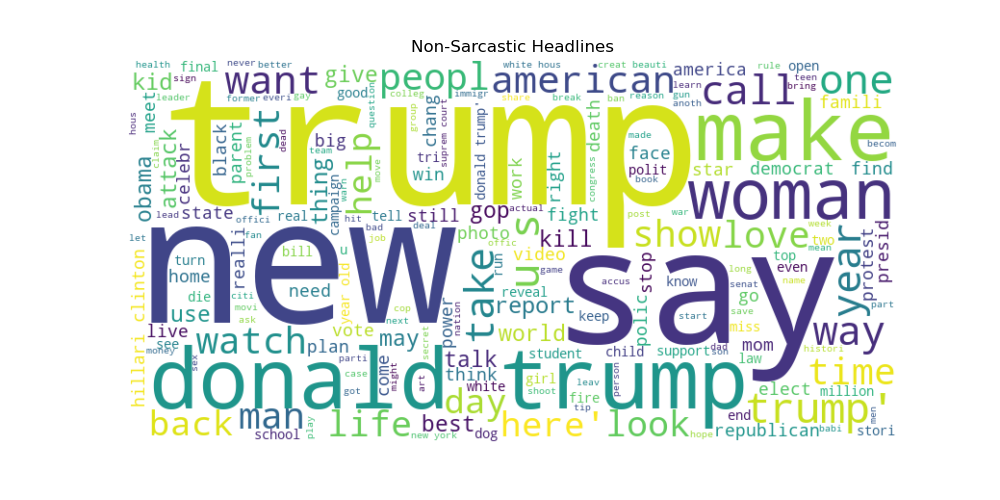 Non-Sarcastic Headlines
health final never better white hous creat beauti rule teen open
kid sign want give peopl american america call one
leader former everi gay good question colleg immigr share break ban reason anoth learn gun bring
hous meet trump make famili becom
claim attack celebr black parent problem first dead big thing team help move warn group chang tri win suprem court donald trump' work right congress death made face polit book star democrat find
obama woman
lead state offici real hit tell still gop actual fight post war
let fan campaign u bad deal photo us kill show love two week year protest presid
hillari clinton turn home realli bill job offic run video game accus stop know top even mean
new say
die citi need year old cop take reveal long senat go name
use movi ask next power nation report keep polic start save miss part
live watch plan vote may secret world dad son mom law histori way
see money sex case parti come might talk think art white student girl shoot child support person
donald trump time
got leav fire elect million
back man day tip trump' men
school play life best new york dog here' look hope republican end babi stori